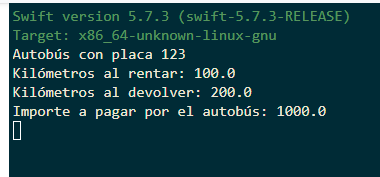 Swift version 5.7.3 (swift-5.7.3-RELEASE)
Target: x86_64-unknown-linux-gnu
Autobús con placa 123
Kilómetros al rentar: 100.0
Kilómetros al devolver: 200.0
Importe a pagar por el autobús: 1000.0